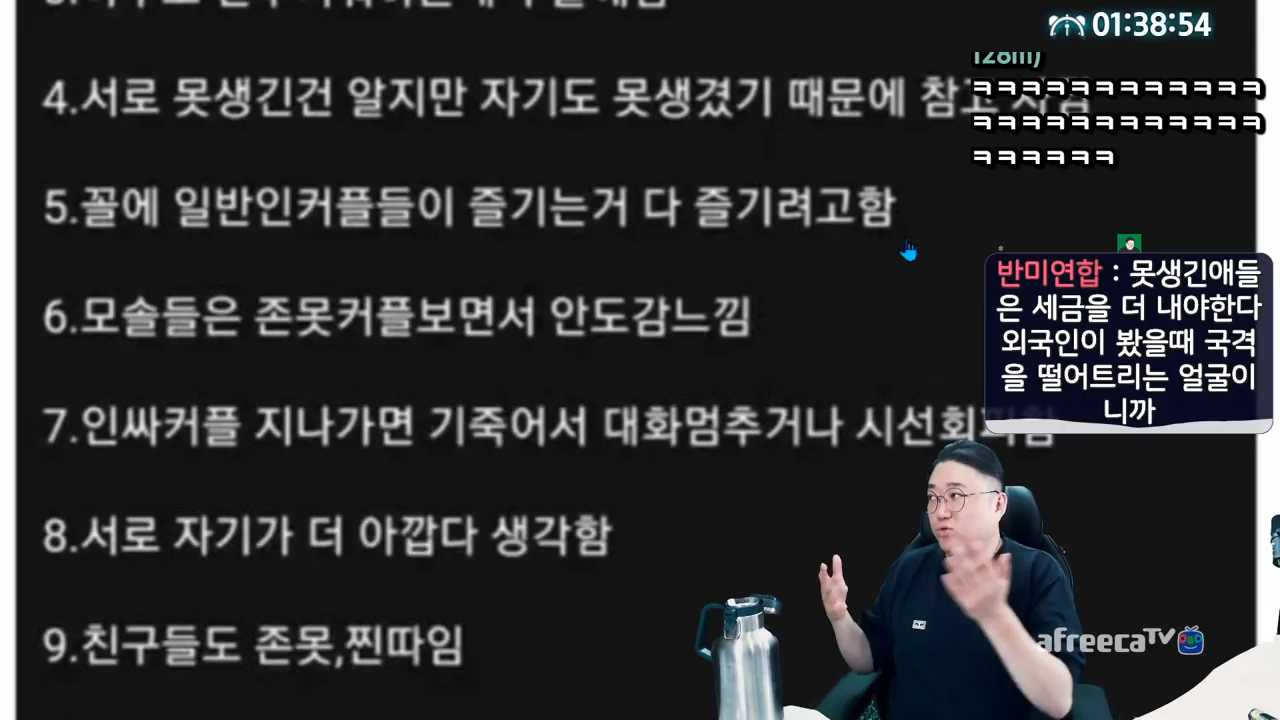 01:38:54
4.서로 못생긴건 알지만 자기도 못생겼기 때문에 참고
ㅋㅋㅋㅋㅋㅋㅋㅋㅋㅋㅋㅋ
ㅋㅋㅋㅋㅋㅋㅋㅋㅋㅋㅋㅋ
ㅋㅋㅋㅋㅋㅋ
5.꼴에 일반인커플들이 즐기는거 다 즐기려고함
반미연합 : 못생긴애들
은 세금을 더 내야한다
외국인이 봤을때 국격
을 떨어트리는 얼굴이
니까
6.모솔들은 존못커플보면서 안도감느낌
7.인싸커플 지나가면 기죽어서 대화멈추거나 시선회피함
8.서로 자기가 더 아깝다 생각함
9.친구들도 존못,찐따임
afreecaTV